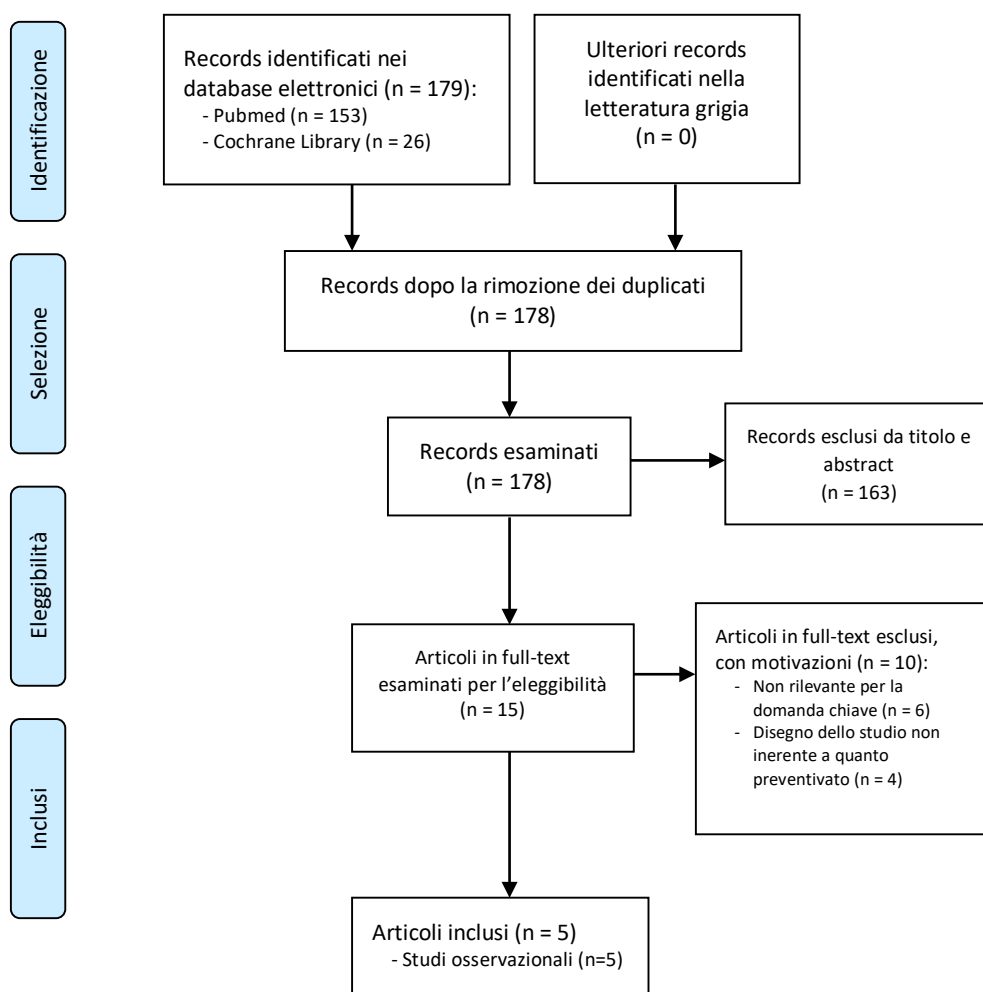 Identificazione
Records identificati nei
database elettronici (n = 179):
- Pubmed (n = 153)
- Cochrane Library (n = 26)
Ulteriori records
identificati nella
letteratura grigia
(n = 0)
Selezione
Records dopo la rimozione dei duplicati
(n = 178)
Records esaminati
(n = 178)
Records esclusi da titolo e
abstract
(n = 163)
Eleggibilità
Articoli in full-text
esaminati per l'eleggibilità
(n = 15)
Articoli in full-text esclusi,
con motivazioni (n = 10):
- Non rilevante per la
domanda chiave (n = 6)
- Disegno dello studio non
inerente a quanto
preventivato (n = 4)
Inclusi
Articoli inclusi (n = 5)
- Studi osservazionali (n=5)